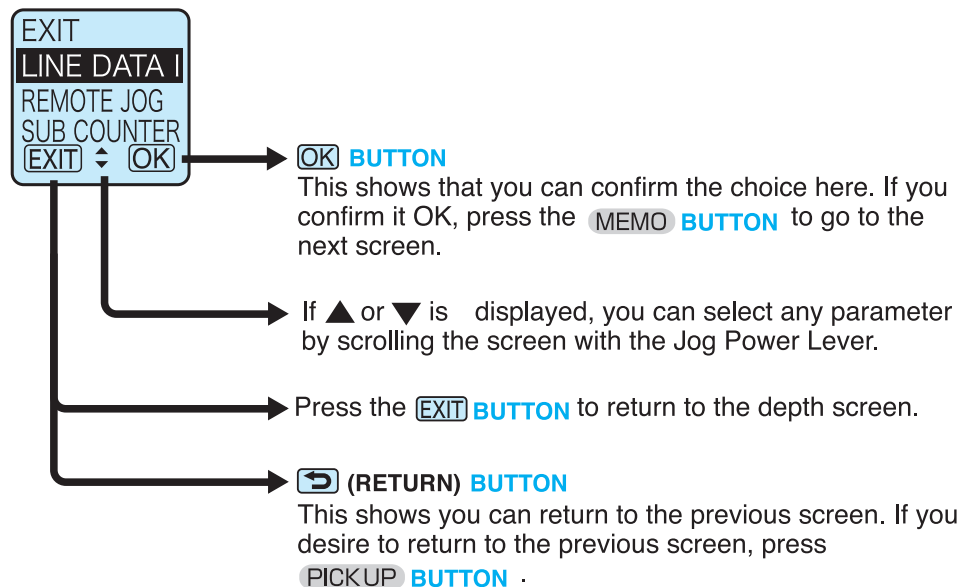 EXIT
LINE DATA I
REMOTE JOG
SUB COUNTER
EXIT OK
OK BUTTON
This shows that you can confirm the choice here. If you
confirm it OK, press the MEMO BUTTON to go to the
next screen.
If ▲ or ▼ is displayed, you can select any parameter
by scrolling the screen with the Jog Power Lever.
Press the EXIT BUTTON to return to the depth screen.
(RETURN) BUTTON
This shows you can return to the previous screen. If you
desire to return to the previous screen, press
PICK UP BUTTON .